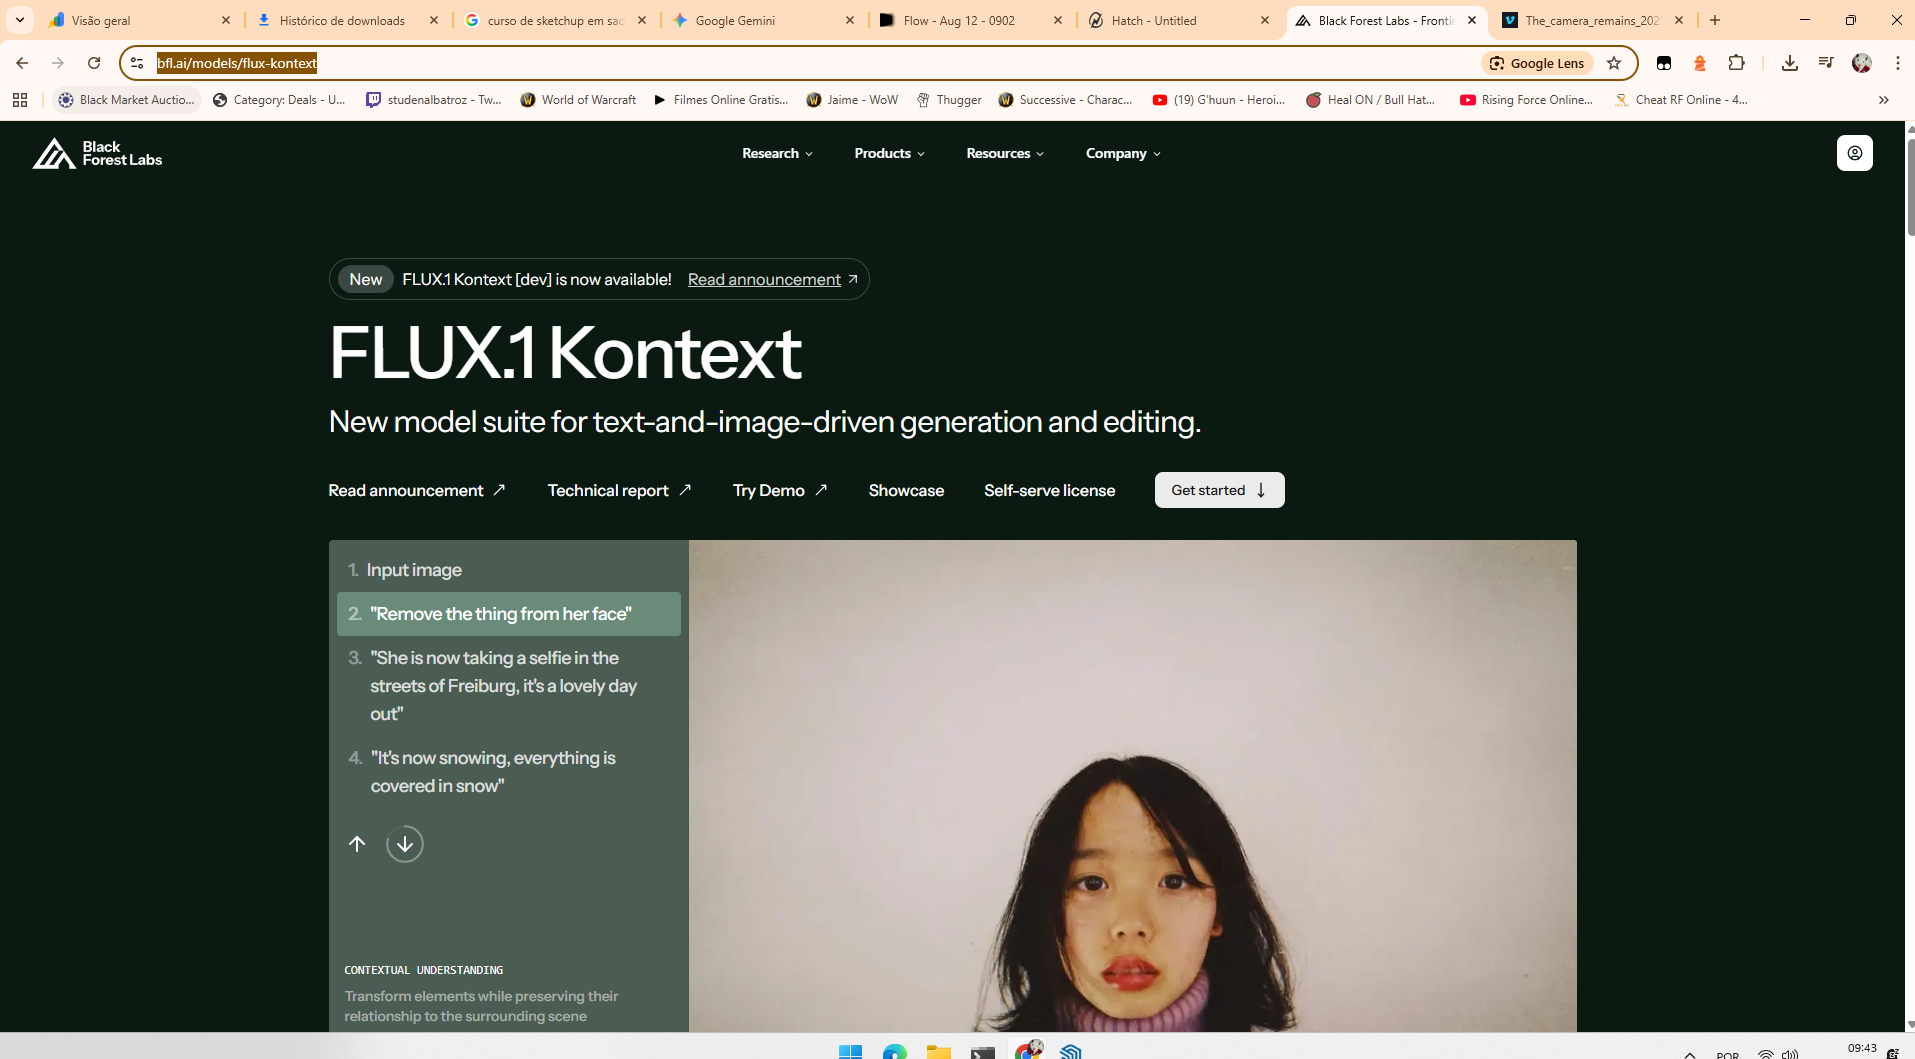 Visão geral
Histórico de downloads
curso de sketchup em sao
Google Gemini
Flow - Aug 12 - 0902
Hatch - Untitled
Black Forest Labs - Frontie
The_camera_remains_202
bfl.ai/models/flux-kontext
Google Lens
Black Market Auctio...
Category: Deals - U...
studenalbatroz - Tw...
World of Warcraft
Filmes Online Gratis...
Jaime - WoW
Thugger
Successive - Charac...
(19) G'huun - Heroi...
Heal ON / Bull Hat...
Rising Force Online...
Cheat RF Online - 4...
Black
Forest Labs
Research
Products
Resources
Company
New FLUX.1 Kontext [dev] is now available! Read announcement
FLUX.1 Kontext
New model suite for text-and-image-driven generation and editing.
Read announcement
Technical report
Try Demo
Showcase
Self-serve license
Get started
1. Input image
2. "Remove the thing from her face"
3. "She is now taking a selfie in the
streets of Freiburg, it's a lovely day
out"
4. "It's now snowing, everything is
covered in snow"
CONTEXTUAL UNDERSTANDING
Transform elements while preserving their
relationship to the surrounding scene
POR
09:43